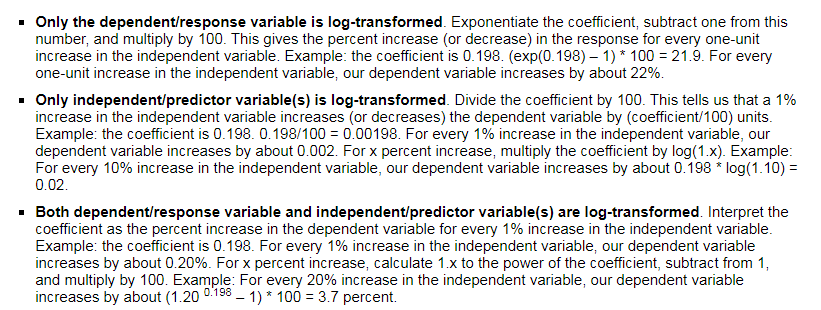 ▪ Only the dependent/response variable is log-transformed. Exponentiate the coefficient, subtract one from this
number, and multiply by 100. This gives the percent increase (or decrease) in the response for every one-unit
increase in the independent variable. Example: the coefficient is 0.198. (exp(0.198) – 1) * 100 = 21.9. For every
one-unit increase in the independent variable, our dependent variable increases by about 22%.
▪ Only independent/predictor variable(s) is log-transformed. Divide the coefficient by 100. This tells us that a 1%
increase in the independent variable increases (or decreases) the dependent variable by (coefficient/100) units.
Example: the coefficient is 0.198. 0.198/100 = 0.00198. For every 1% increase in the independent variable, our
dependent variable increases by about 0.002. For x percent increase, multiply the coefficient by log(1.x). Example:
For every 10% increase in the independent variable, our dependent variable increases by about 0.198 * log(1.10) =
0.02.
▪ Both dependent/response variable and independent/predictor variable(s) are log-transformed. Interpret the
coefficient as the percent increase in the dependent variable for every 1% increase in the independent variable.
Example: the coefficient is 0.198. For every 1% increase in the independent variable, our dependent variable
increases by about 0.20%. For x percent increase, calculate 1.x to the power of the coefficient, subtract from 1,
and multiply by 100. Example: For every 20% increase in the independent variable, our dependent variable
increases by about (1.20 0.198 – 1) * 100 = 3.7 percent.